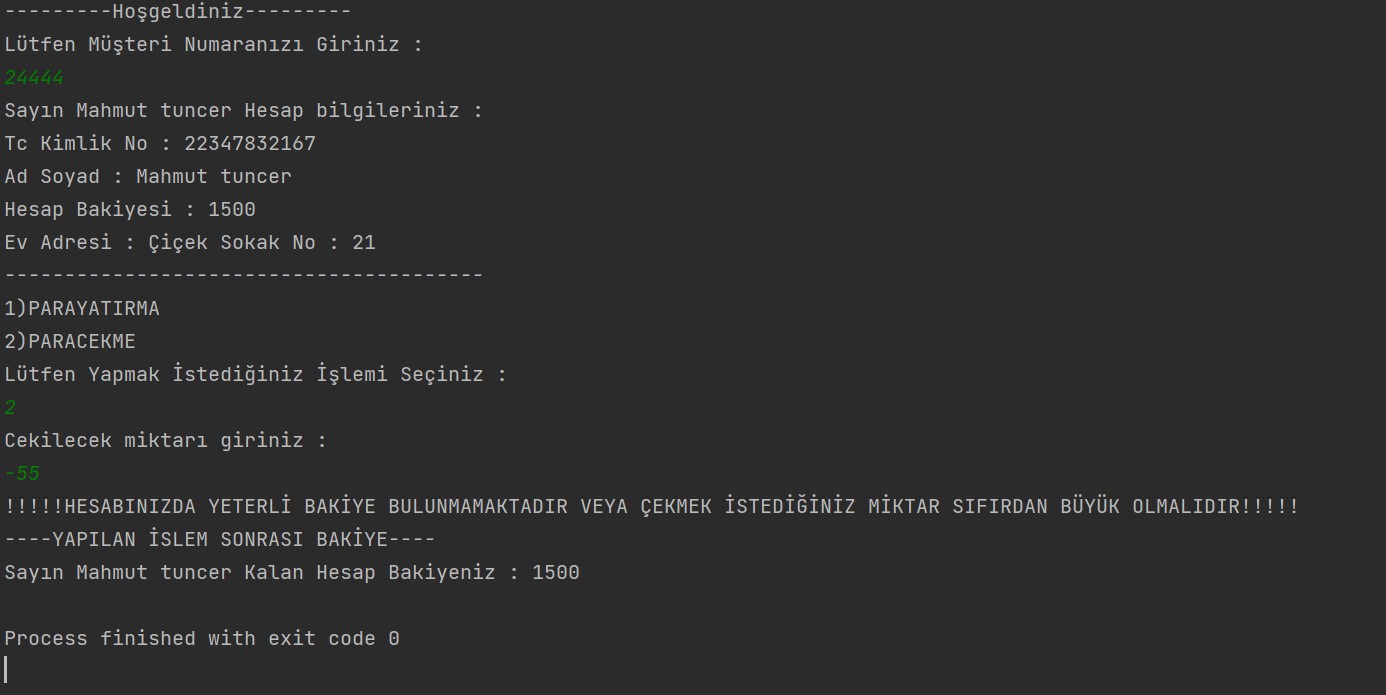 ---------Hoşgeldiniz---------
Lütfen Müşteri Numaranızı Giriniz :
24444
Sayın Mahmut tuncer Hesap bilgileriniz :
Tc Kimlik No : 22347832167
Ad Soyad : Mahmut tuncer
Hesap Bakiyesi : 1500
Ev Adresi : Çiçek Sokak No : 21
----------------------------------------
1)PARAYATIRMA
2)PARACEKME
Lütfen Yapmak İstediğiniz İşlemi Seçiniz :
2
Cekilecek miktarı giriniz :
-55
!!!!!HESABINIZDA YETERLİ BAKİYE BULUNMAMAKTADIR VEYA ÇEKMEK İSTEDİĞİNİZ MİKTAR SIFIRDAN BÜYÜK OLMALIDIR!!!!!
----YAPILAN İSLEM SONRASI BAKİYE----
Sayın Mahmut tuncer Kalan Hesap Bakiyeniz : 1500
Process finished with exit code 0